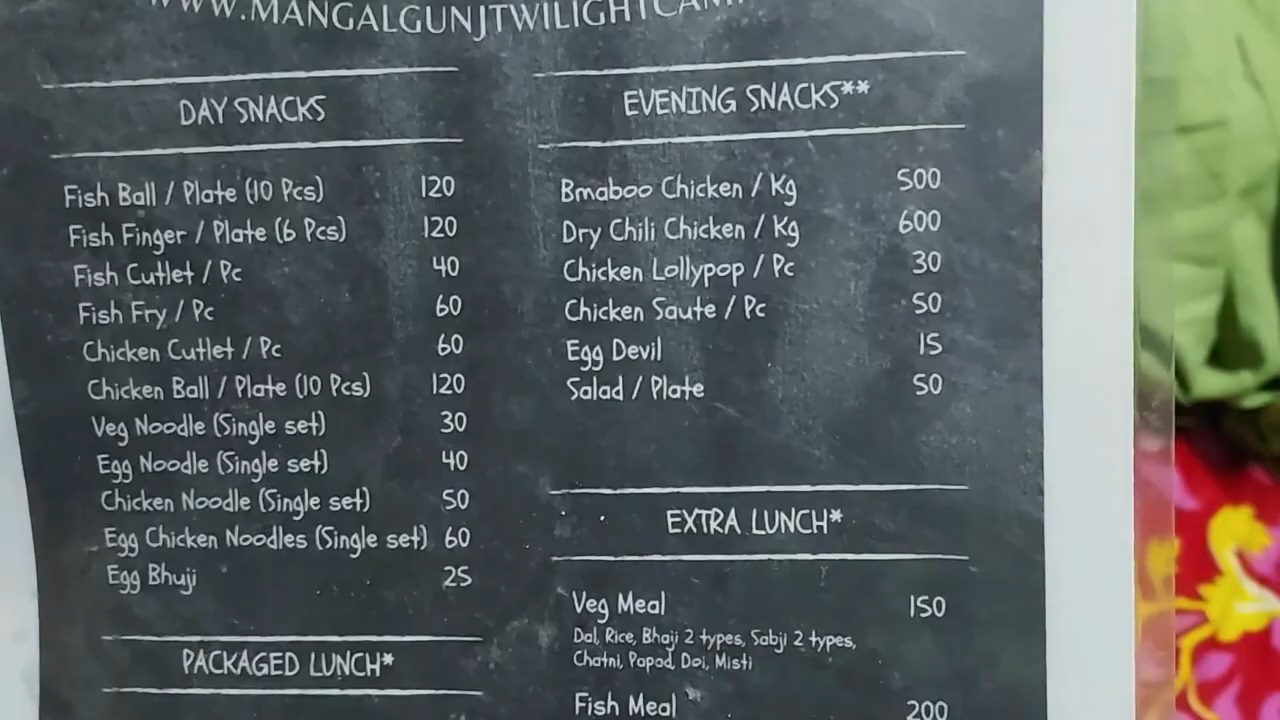 WWW.MANGALGUNJTWILIGHTCAMP
DAY SNACKS
Fish Ball / Plate (10 Pcs) 120
Fish Finger / Plate (6 Pcs) 120
Fish Cutlet / Pc 40
Fish Fry / Pc 60
Chicken Cutlet / Pc 60
Chicken Ball / Plate (10 Pcs) 120
Veg Noodle (Single set) 30
Egg Noodle (Single set) 40
Chicken Noodle (Single set) 50
Egg Chicken Noodles (Single set) 60
Egg Bhuji 25
PACKAGED LUNCH*
EVENING SNACKS**
Bmaboo Chicken / Kg 500
Dry Chili Chicken / Kg 600
Chicken Lollypop / Pc 30
Chicken Saute / Pc 50
Egg Devil 15
Salad / Plate 50
EXTRA LUNCH*
Veg Meal 150
Dal, Rice, Bhaji 2 types, Sabji 2 types,
Chatni, Papad, Doi, Misti
Fish Meal 200